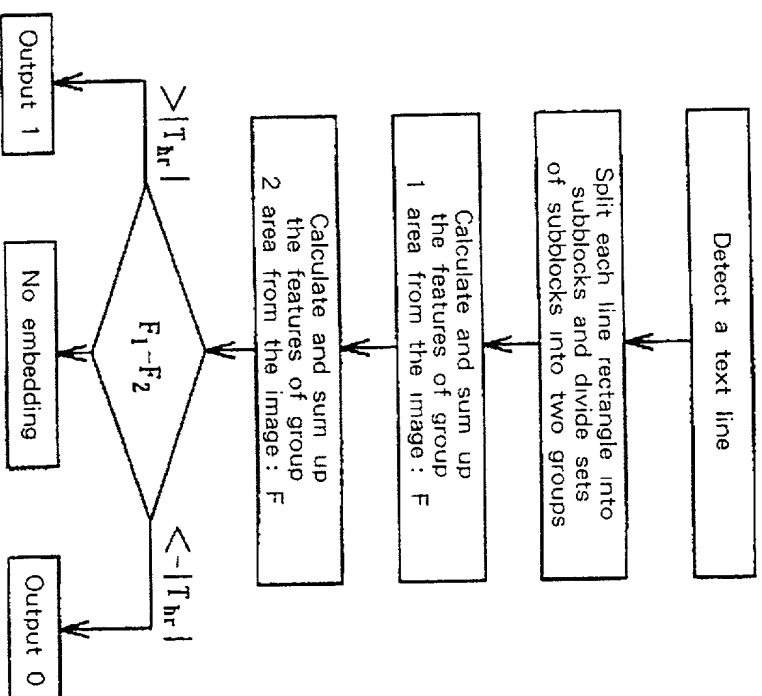 Detect a text line
Split each line rectangle into
subblocks and divide sets
of subblocks into two groups
Calculate and sum up
the features of group
1 area from the image: F
Calculate and sum up
the features of group
2 area from the image: F
>|Thr|
F1-F2
<-|Thr|
Output 1
No embedding
Output 0